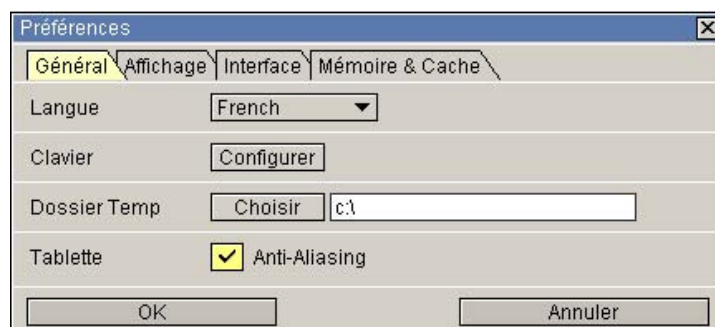 Préférences
Général Affichage Interface Mémoire & Cache
Langue French
Clavier Configurer
Dossier Temp Choisir c:\
Tablette Anti-Aliasing
OK Annuler